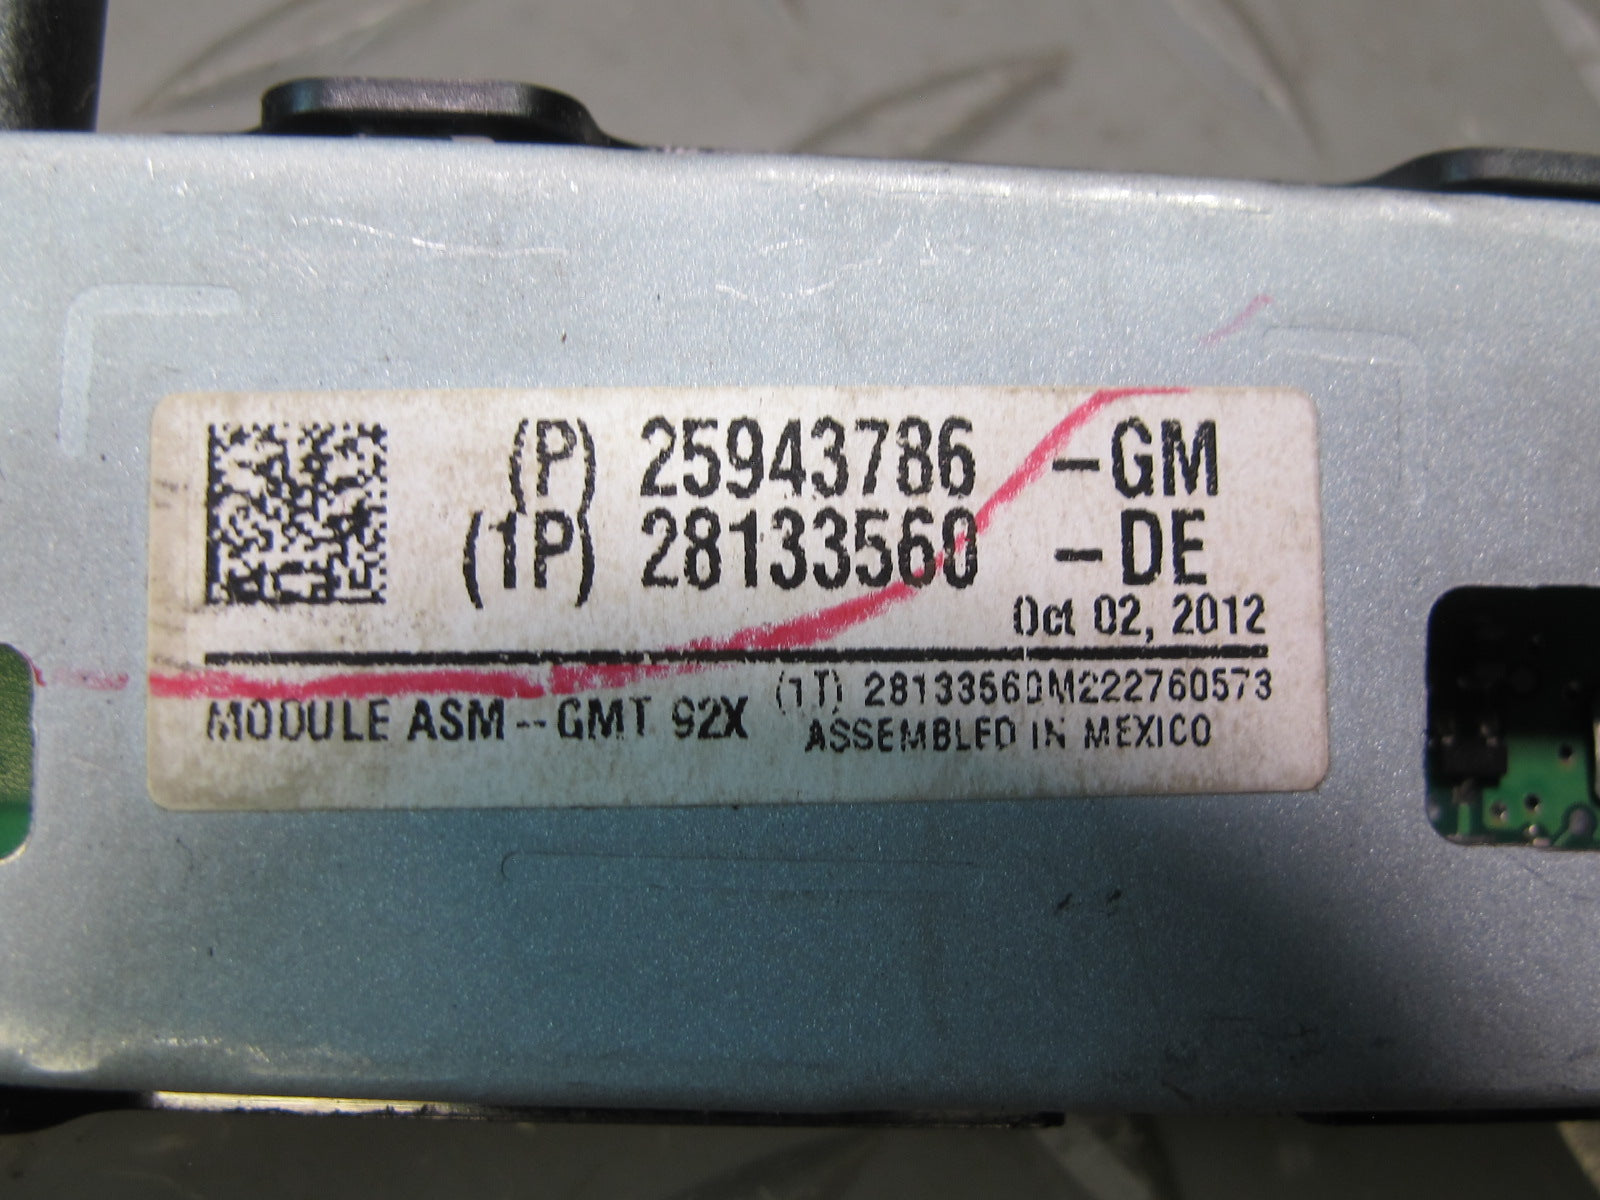 (P) 25943786 -GM
(1P) 28133560 -DE
Oct 02, 2012
MODULE ASM--GMT 92X
(1T) 28133560M222760573
ASSEMBLED IN MEXICO